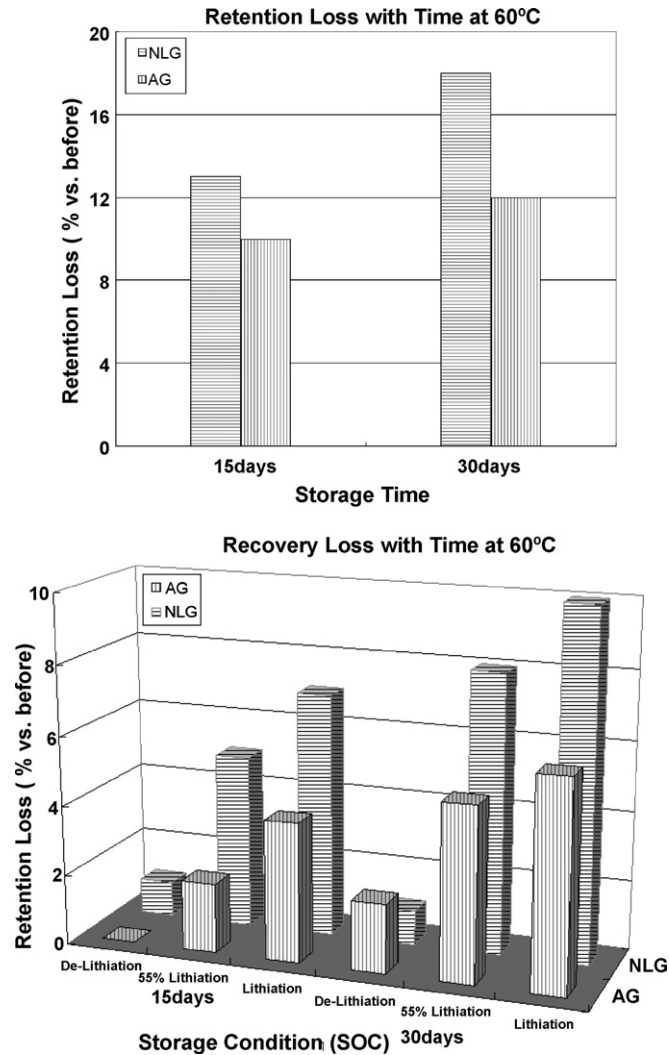 Retention Loss with Time at 60ºC
Retention Loss ( % vs. before)
20
16
12
8
4
0
NLG
AG
15days
30days
Storage Time
Recovery Loss with Time at 60ºC
Retention Loss ( % vs. before)
10
8
6
4
2
0
AG
NLG
De-Lithiation
55% Lithiation
Lithiation
De-Lithiation
55% Lithiation
Lithiation
15days
30days
NLG
AG
Storage Condition (SOC)